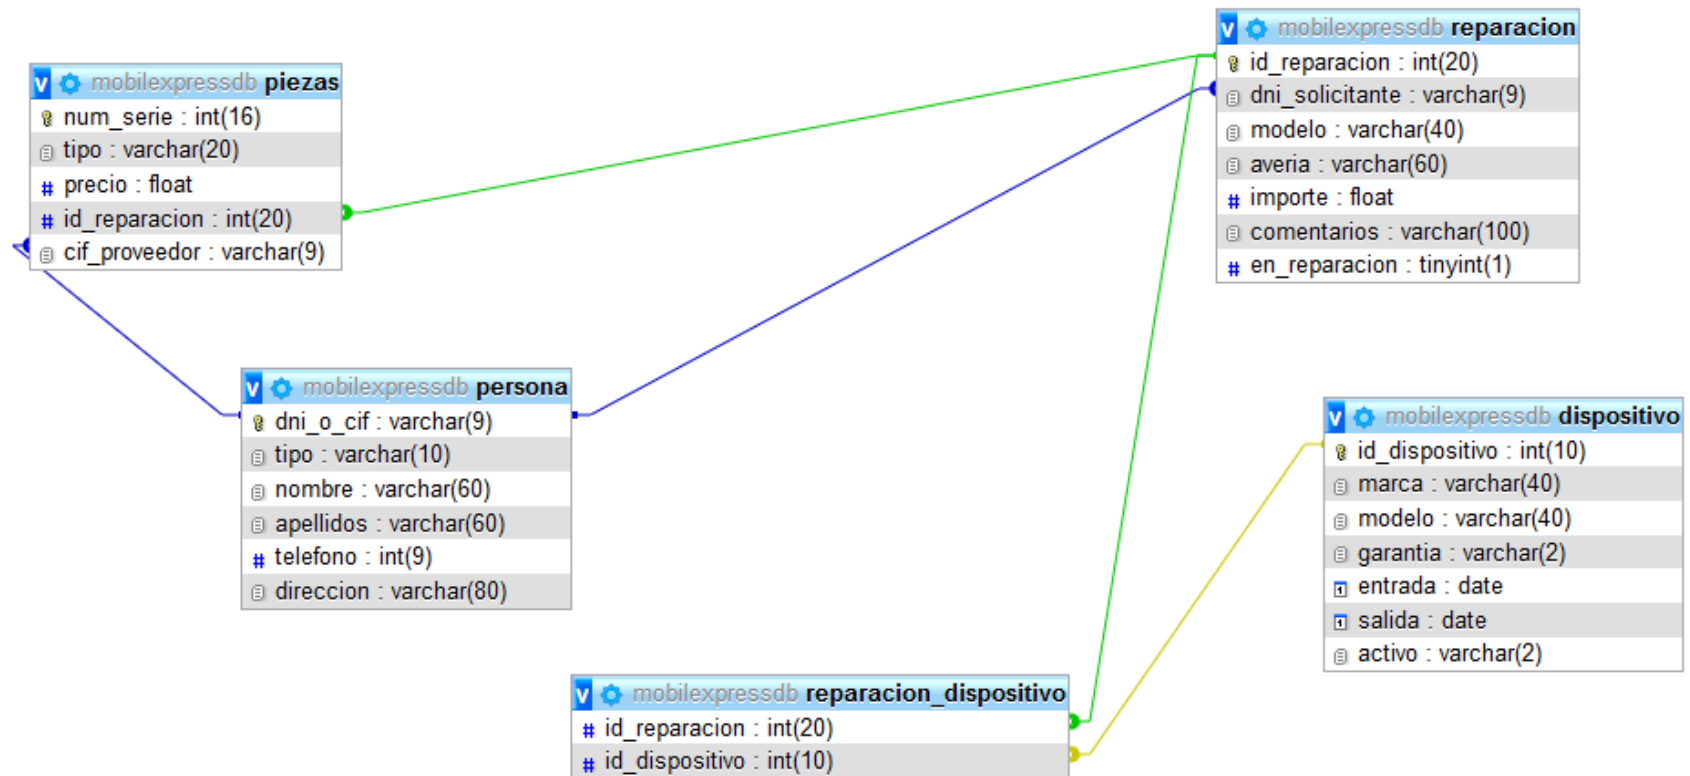 mobilexpressdb piezas
num_serie : int(16)
tipo : varchar(20)
precio : float
id_reparacion : int(20)
cif_proveedor : varchar(9)
mobilexpressdb reparacion
id_reparacion : int(20)
dni_solicitante : varchar(9)
modelo : varchar(40)
averia : varchar(60)
importe : float
comentarios : varchar(100)
en_reparacion : tinyint(1)
mobilexpressdb persona
dni_o_cif : varchar(9)
tipo : varchar(10)
nombre : varchar(60)
apellidos : varchar(60)
telefono : int(9)
direccion : varchar(80)
mobilexpressdb dispositivo
id_dispositivo : int(10)
marca : varchar(40)
modelo : varchar(40)
garantia : varchar(2)
entrada : date
salida : date
activo : varchar(2)
mobilexpressdb reparacion_dispositivo
id_reparacion : int(20)
id_dispositivo : int(10)